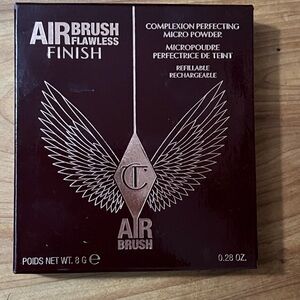 AIRBRUSH
FLAWLESS
FINISH
COMPLEXION PERFECTING
MICRO POWDER
MICROPOUDRE
PERFECTRICE DE TEINT
REFILLABLE
RECHARGEABLE
CT
AIR
BRUSH
POIDS NET WT. 8 G ℮
0.28 OZ.